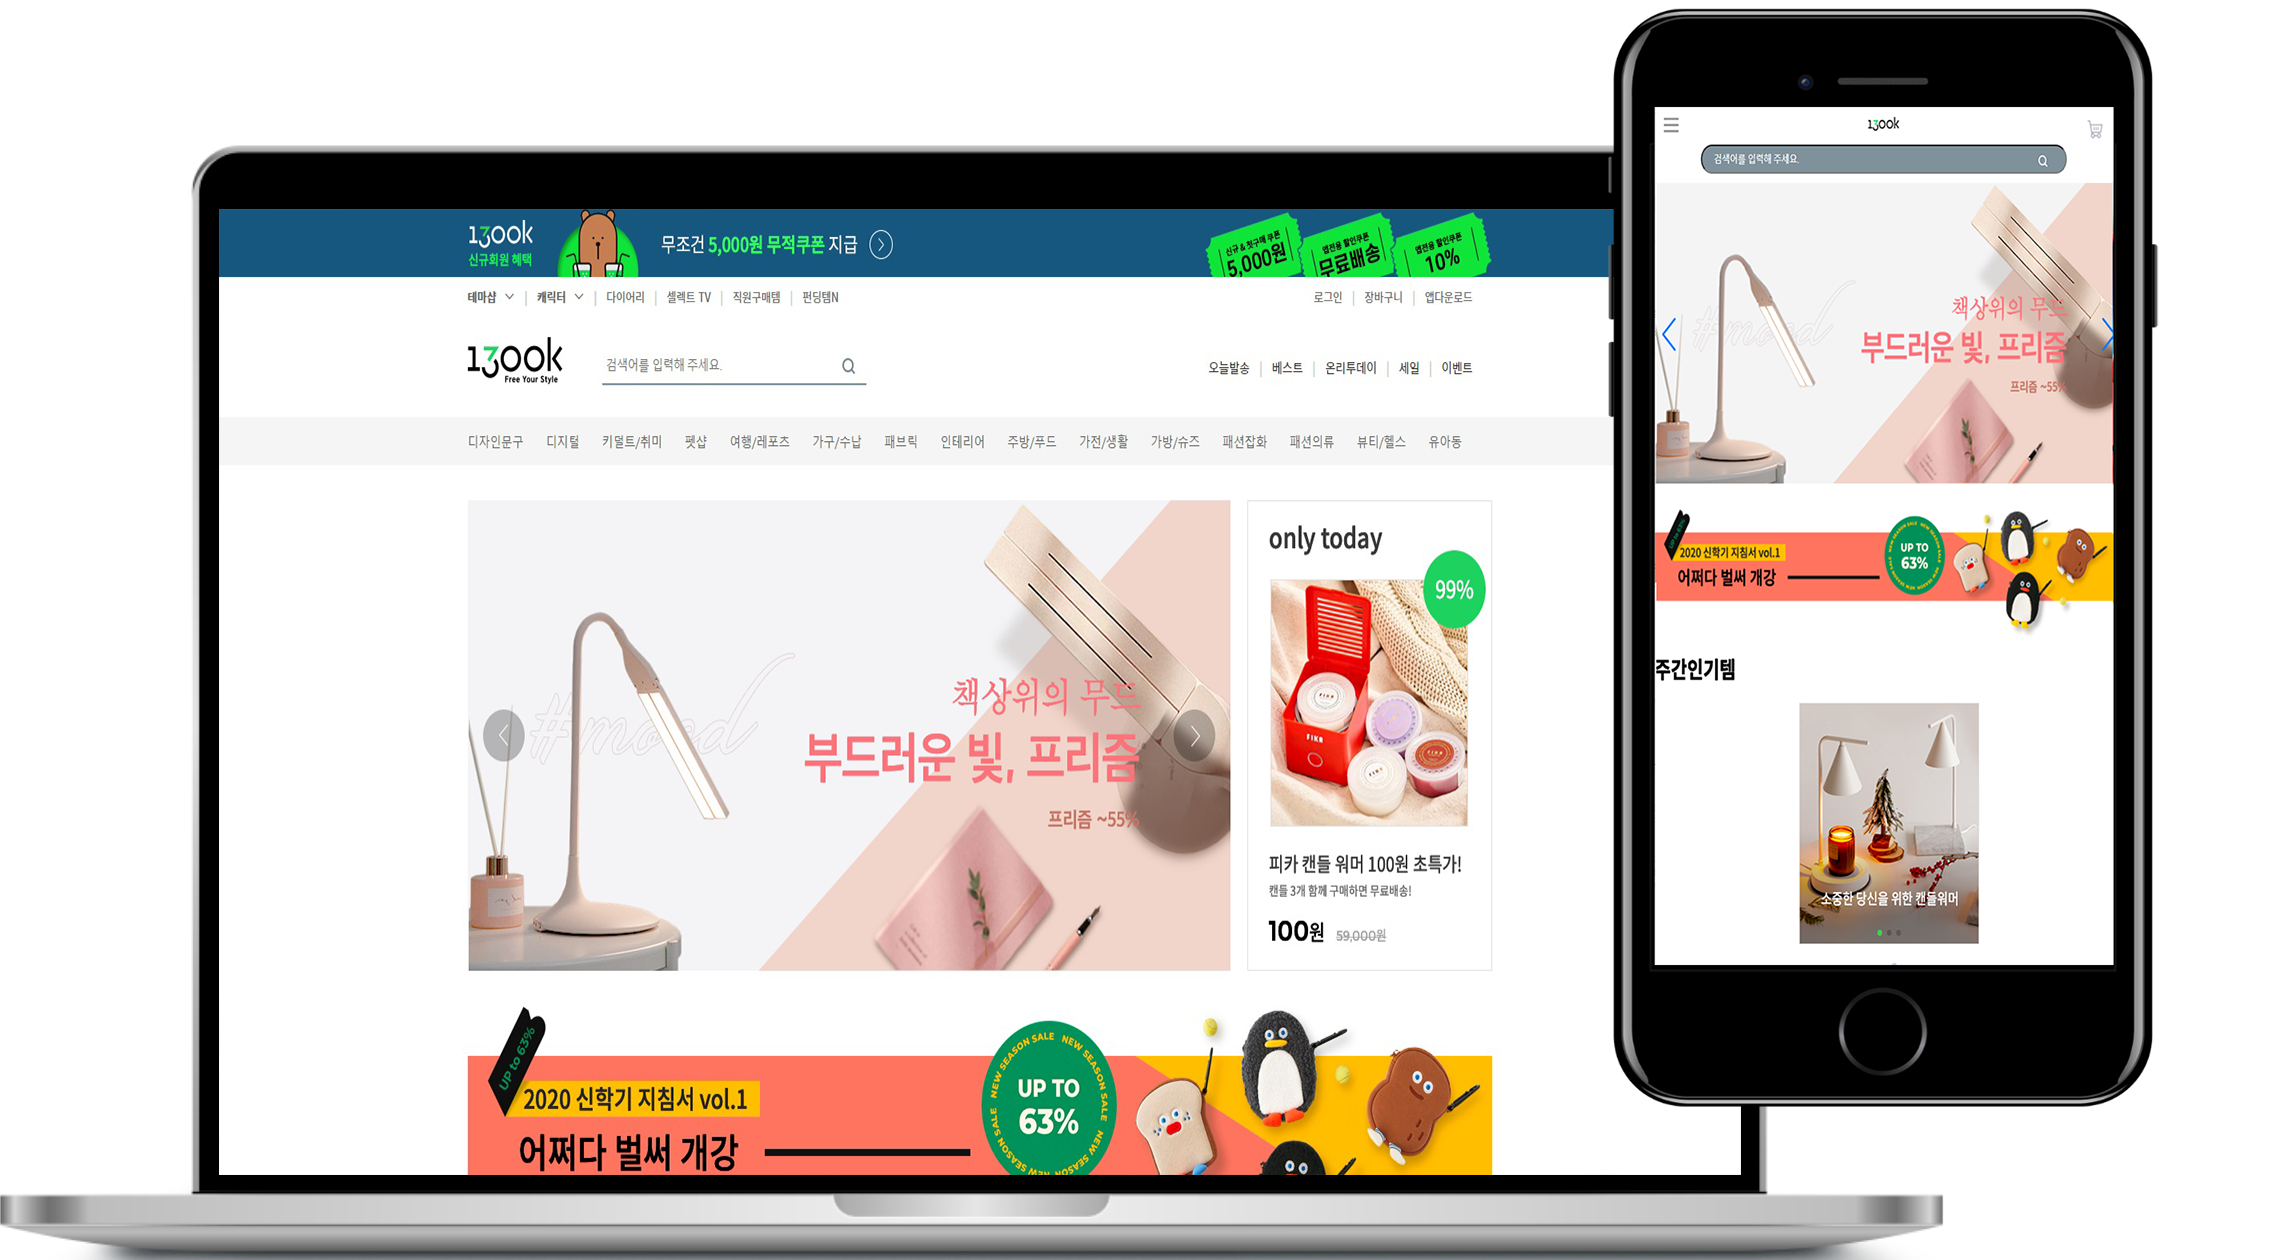 1300k
신규회원 혜택
무조건 5,000원 무적쿠폰 지급
신규 & 첫구매 쿠폰
5,000원
앱전용 할인쿠폰
무료배송
앱전용 할인쿠폰
10%
테마샵 | 캐릭터 | 다이어리 | 셀렉트 TV | 직원구매템 | 펀딩템N
로그인 | 장바구니 | 앱다운로드
1300k
Free Your Style
검색어를 입력해 주세요.
오늘발송 | 베스트 | 온리투데이 | 세일 | 이벤트
디자인문구 디지털 키덜트/취미 펫샵 여행/레포츠 가구/수납 패브릭 인테리어 주방/푸드 가전/생활 가방/슈즈 패션잡화 패션의류 뷰티/헬스 유아동
#mood
책상위의 무드
부드러운 빛, 프리즘
프리즘 ~55%
only today
99%
FIKA
피카 캔들 워머 100원 초특가!
캔들 3개 함께 구매하면 무료배송!
100원 59,000원
UP to 63%
2020 신학기 지침서 vol.1
어쩌다 벌써 개강
NEW SEASON SALE NEW SEASON SALE NEW SEASON NEW SEASON SALE
UP TO
63%
1300k
검색어를 입력해 주세요.
#mood
책상위의 무드
부드러운 빛, 프리즘
프리즘 ~55%
UP to 63%
2020 신학기 지침서 vol.1
어쩌다 벌써 개강
UP TO
63%
주간인기템
소중한 당신을 위한 캔들워머